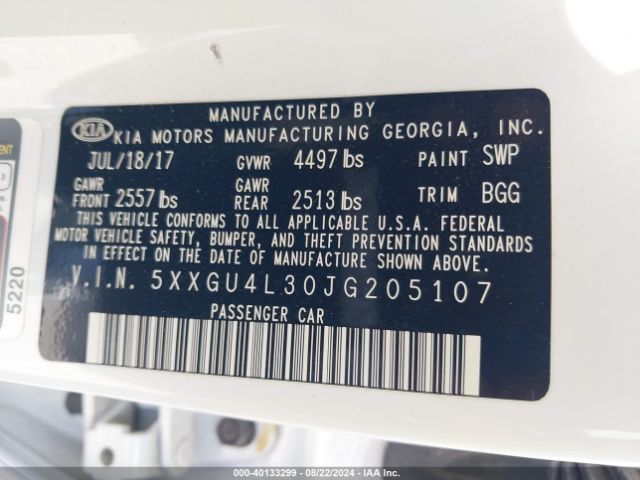 MANUFACTURED BY
KIA KIA MOTORS MANUFACTURING GEORGIA, INC.
JUL/18/17 GVWR 4497 lbs PAINT SWP
GAWR FRONT 2557 lbs GAWR REAR 2513 lbs TRIM BGG
THIS VEHICLE CONFORMS TO ALL APPLICABLE U.S.A. FEDERAL
MOTOR VEHICLE SAFETY, BUMPER, AND THEFT PREVENTION STANDARDS
IN EFFECT ON THE DATE OF MANUFACTURE SHOWN ABOVE.
V.I.N. 5XXGU4L30JG205107
PASSENGER CAR
5220
000-40133299 - 08/22/2024 - IAA Inc.